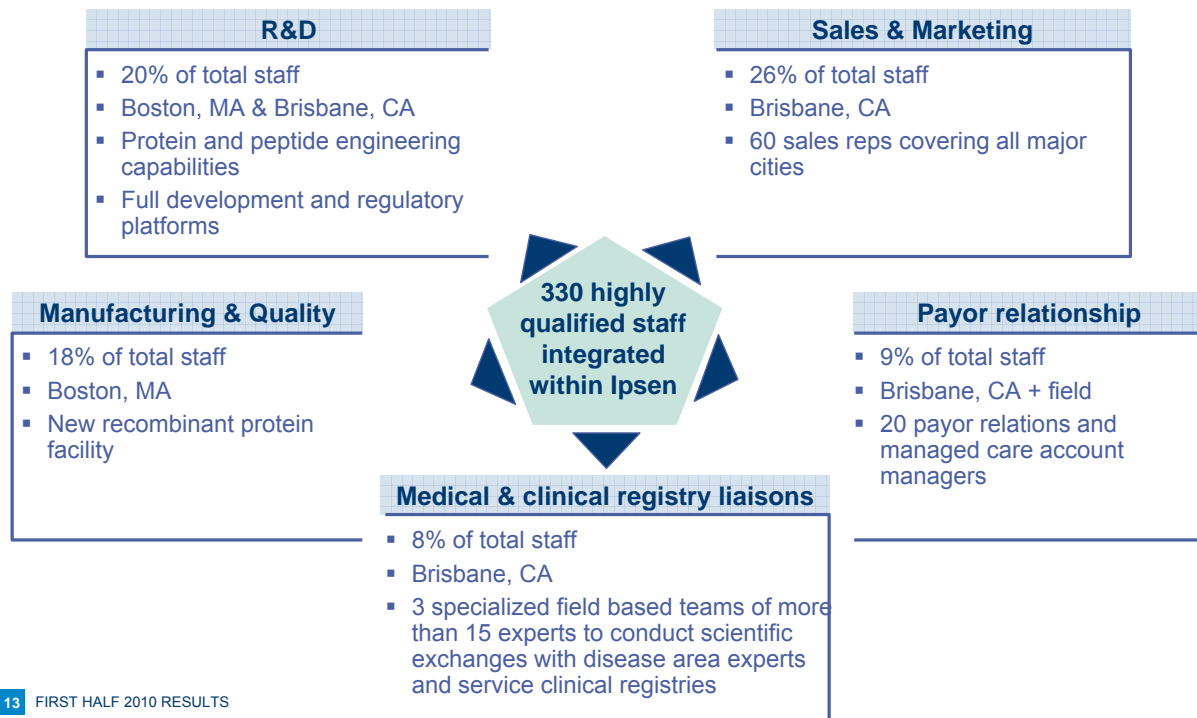 R&D
▪ 20% of total staff
▪ Boston, MA & Brisbane, CA
▪ Protein and peptide engineering
capabilities
▪ Full development and regulatory
platforms
Sales & Marketing
▪ 26% of total staff
▪ Brisbane, CA
▪ 60 sales reps covering all major
cities
330 highly
qualified staff
integrated
within Ipsen
Manufacturing & Quality
▪ 18% of total staff
▪ Boston, MA
▪ New recombinant protein
facility
Payor relationship
▪ 9% of total staff
▪ Brisbane, CA + field
▪ 20 payor relations and
managed care account
managers
Medical & clinical registry liaisons
▪ 8% of total staff
▪ Brisbane, CA
▪ 3 specialized field based teams of more
than 15 experts to conduct scientific
exchanges with disease area experts
and service clinical registries
13 FIRST HALF 2010 RESULTS